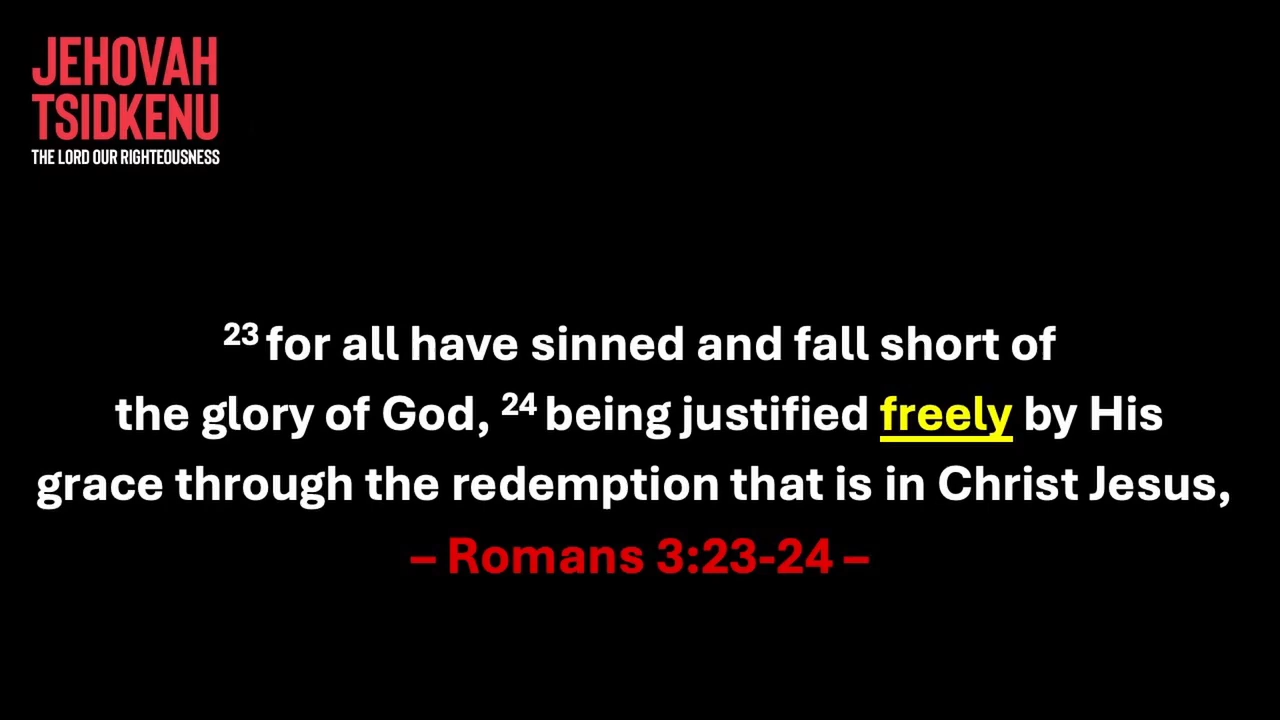 JEHOVAH
TSIDKENU
THE LORD OUR RIGHTEOUSNESS
23 for all have sinned and fall short of
the glory of God, 24 being justified freely by His
grace through the redemption that is in Christ Jesus,
– Romans 3:23-24 –